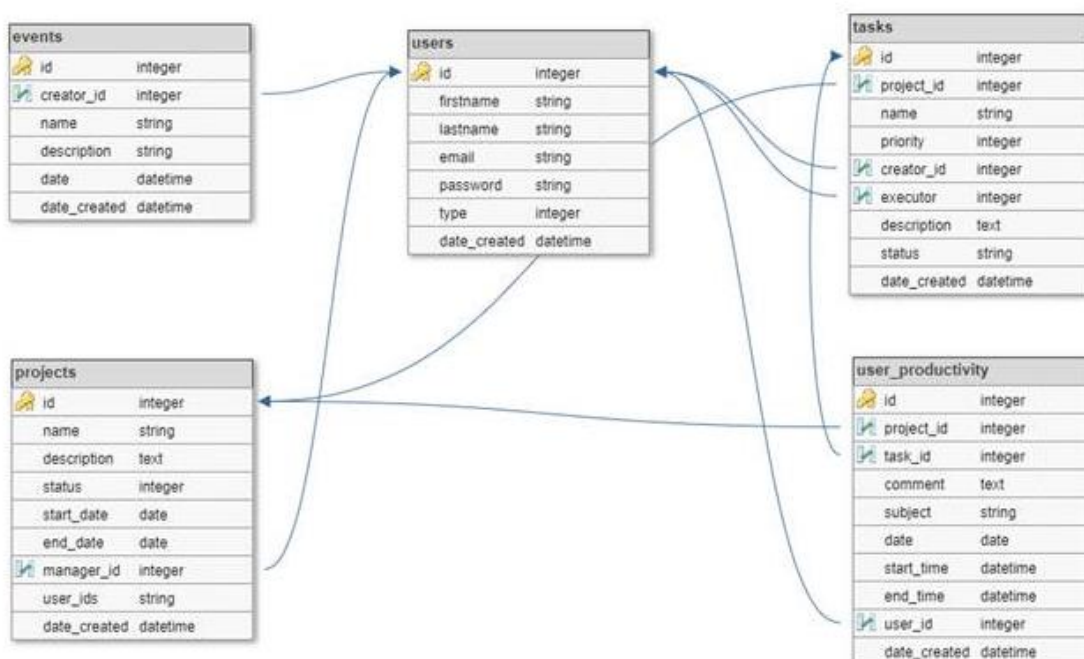 events
id integer
creator_id integer
name string
description string
date datetime
date_created datetime
users
id integer
firstname string
lastname string
email string
password string
type integer
date_created datetime
tasks
id integer
project_id integer
name string
priority integer
creator_id integer
executor integer
description text
status string
date_created datetime
projects
id integer
name string
description text
status integer
start_date date
end_date date
manager_id integer
user_ids string
date_created datetime
user_productivity
id integer
project_id integer
task_id integer
comment text
subject string
date date
start_time datetime
end_time datetime
user_id integer
date_created datetime